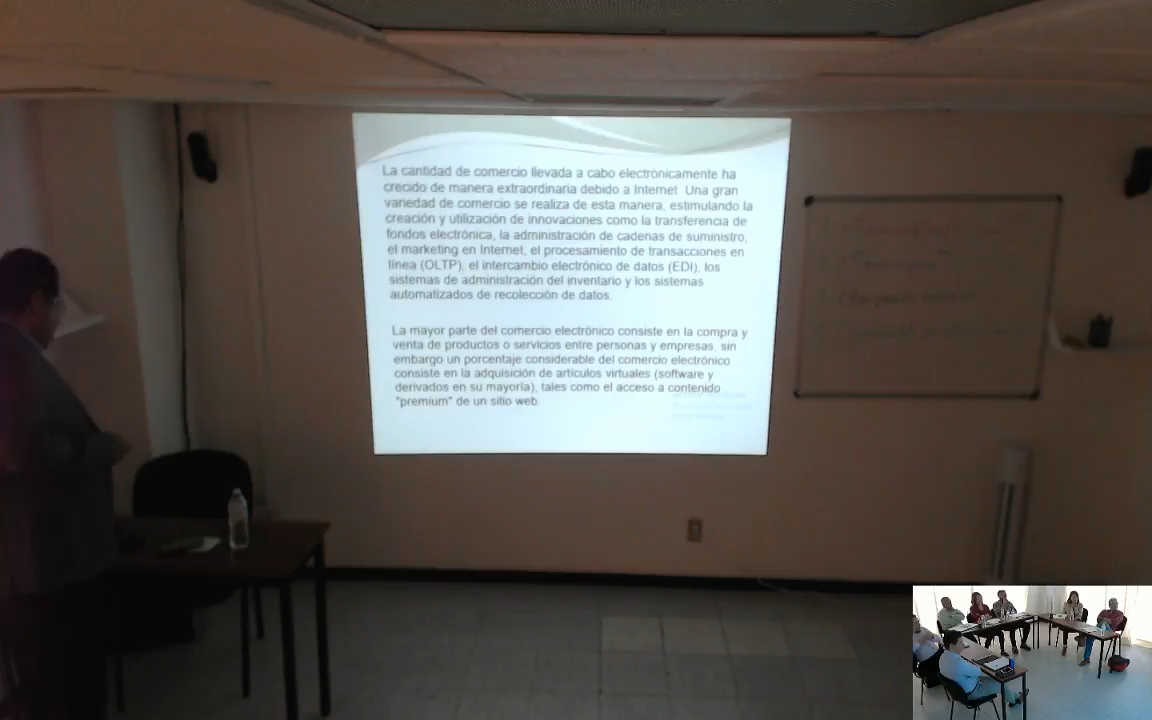 La cantidad de comercio llevada a cabo electrónicamente ha
crecido de manera extraordinaria debido a Internet. Una gran
variedad de comercio se realiza de esta manera, estimulando la
creación y utilización de innovaciones como la transferencia de
fondos electrónica, la administración de cadenas de suministro,
el marketing en Internet, el procesamiento de transacciones en
línea (OLTP), el intercambio electrónico de datos (EDI), los
sistemas de administración del inventario y los sistemas
automatizados de recolección de datos.
La mayor parte del comercio electrónico consiste en la compra y
venta de productos o servicios entre personas y empresas, sin
embargo un porcentaje considerable del comercio electrónico
consiste en la adquisición de artículos virtuales (software y
derivados en su mayoría), tales como el acceso a contenido
"premium" de un sitio web.